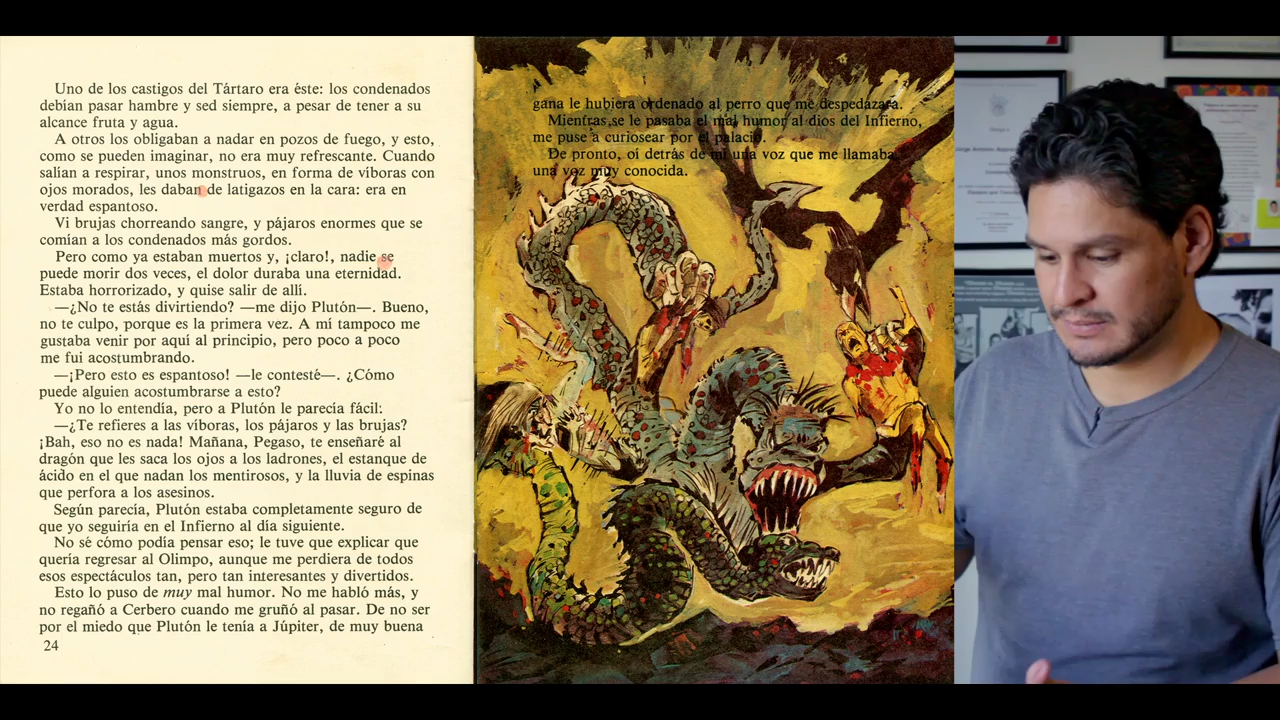 Uno de los castigos del Tártaro era éste: los condenados
debían pasar hambre y sed siempre, a pesar de tener a su
alcance fruta y agua.
A otros los obligaban a nadar en pozos de fuego, y esto,
como se pueden imaginar, no era muy refrescante. Cuando
salían a respirar, unos monstruos, en forma de víboras con
ojos morados, les daban de latigazos en la cara: era en
verdad espantoso.
Vi brujas chorreando sangre, y pájaros enormes que se
comían a los condenados más gordos.
Pero como ya estaban muertos y, ¡claro!, nadie se
puede morir dos veces, el dolor duraba una eternidad.
Estaba horrorizado, y quise salir de allí.
—¿No te estás divirtiendo? —me dijo Plutón—. Bueno,
no te culpo, porque es la primera vez. A mí tampoco me
gustaba venir por aquí al principio, pero poco a poco
me fui acostumbrando.
—¡Pero esto es espantoso! —le contesté—. ¿Cómo
puede alguien acostumbrarse a esto?
Yo no lo entendía, pero a Plutón le parecía fácil:
—¿Te refieres a las víboras, los pájaros y las brujas?
¡Bah, eso no es nada! Mañana, Pegaso, te enseñaré al
dragón que les saca los ojos a los ladrones, el estanque de
ácido en el que nadan los mentirosos, y la lluvia de espinas
que perfora a los asesinos.
Según parecía, Plutón estaba completamente seguro de
que yo seguiría en el Infierno al día siguiente.
No sé cómo podía pensar eso; le tuve que explicar que
quería regresar al Olimpo, aunque me perdiera de todos
esos espectáculos tan, pero tan interesantes y divertidos.
Esto lo puso de muy mal humor. No me habló más, y
no regañó a Cerbero cuando me gruñó al pasar. De no ser
por el miedo que Plutón le tenía a Júpiter, de muy buena
24
gana le hubiera ordenado al perro que me despedazara.
Mientras se le pasaba el mal humor al dios del Infierno,
me puse a curiosear por el palacio.
De pronto, oí detrás de mí una voz que me llamaba,
una voz muy conocida.